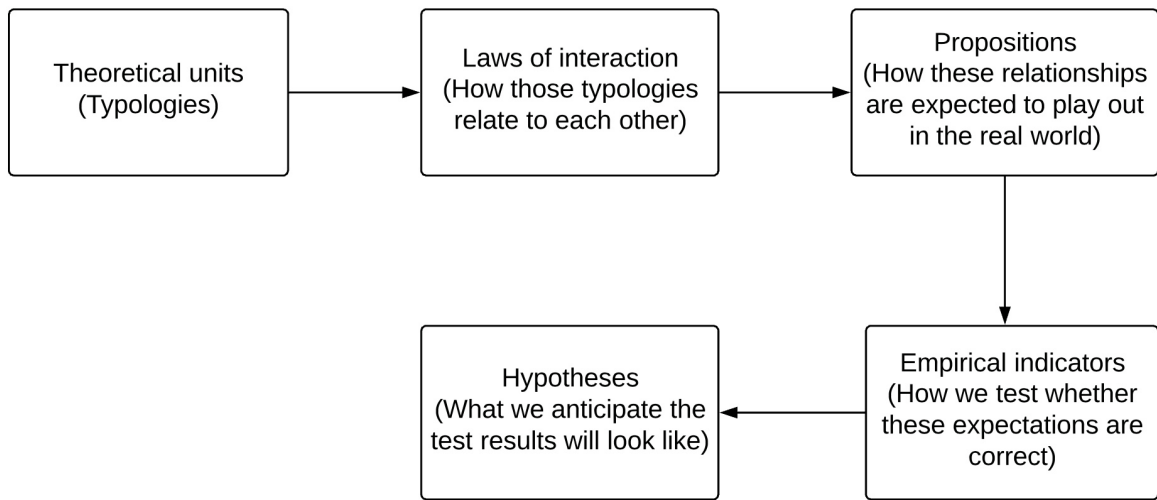 Theoretical units
(Typologies)
Laws of interaction
(How those typologies
relate to each other)
Propositions
(How these relationships
are expected to play out
in the real world)
Empirical indicators
(How we test whether
these expectations are
correct)
Hypotheses
(What we anticipate the
test results will look like)